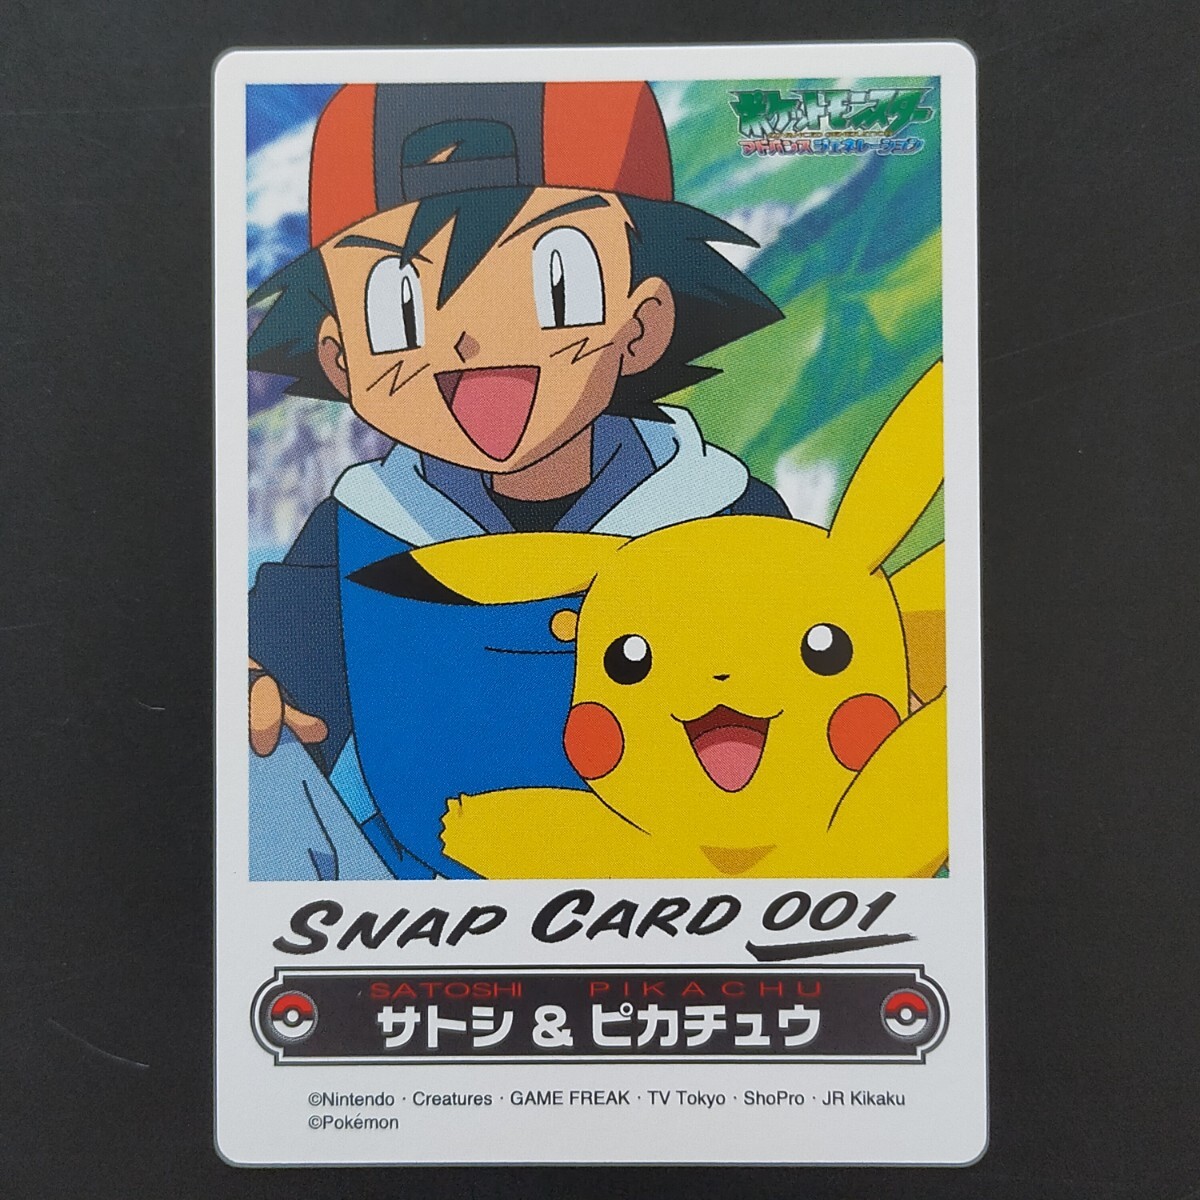 ポケットモンスター
ADVANCED GENERATION
アドバンスジェネレーション
SNAP CARD 001
SATOSHI PIKACHU
サトシ & ピカチュウ
©Nintendo · Creatures · GAME FREAK · TV Tokyo · ShoPro · JR Kikaku
©Pokémon